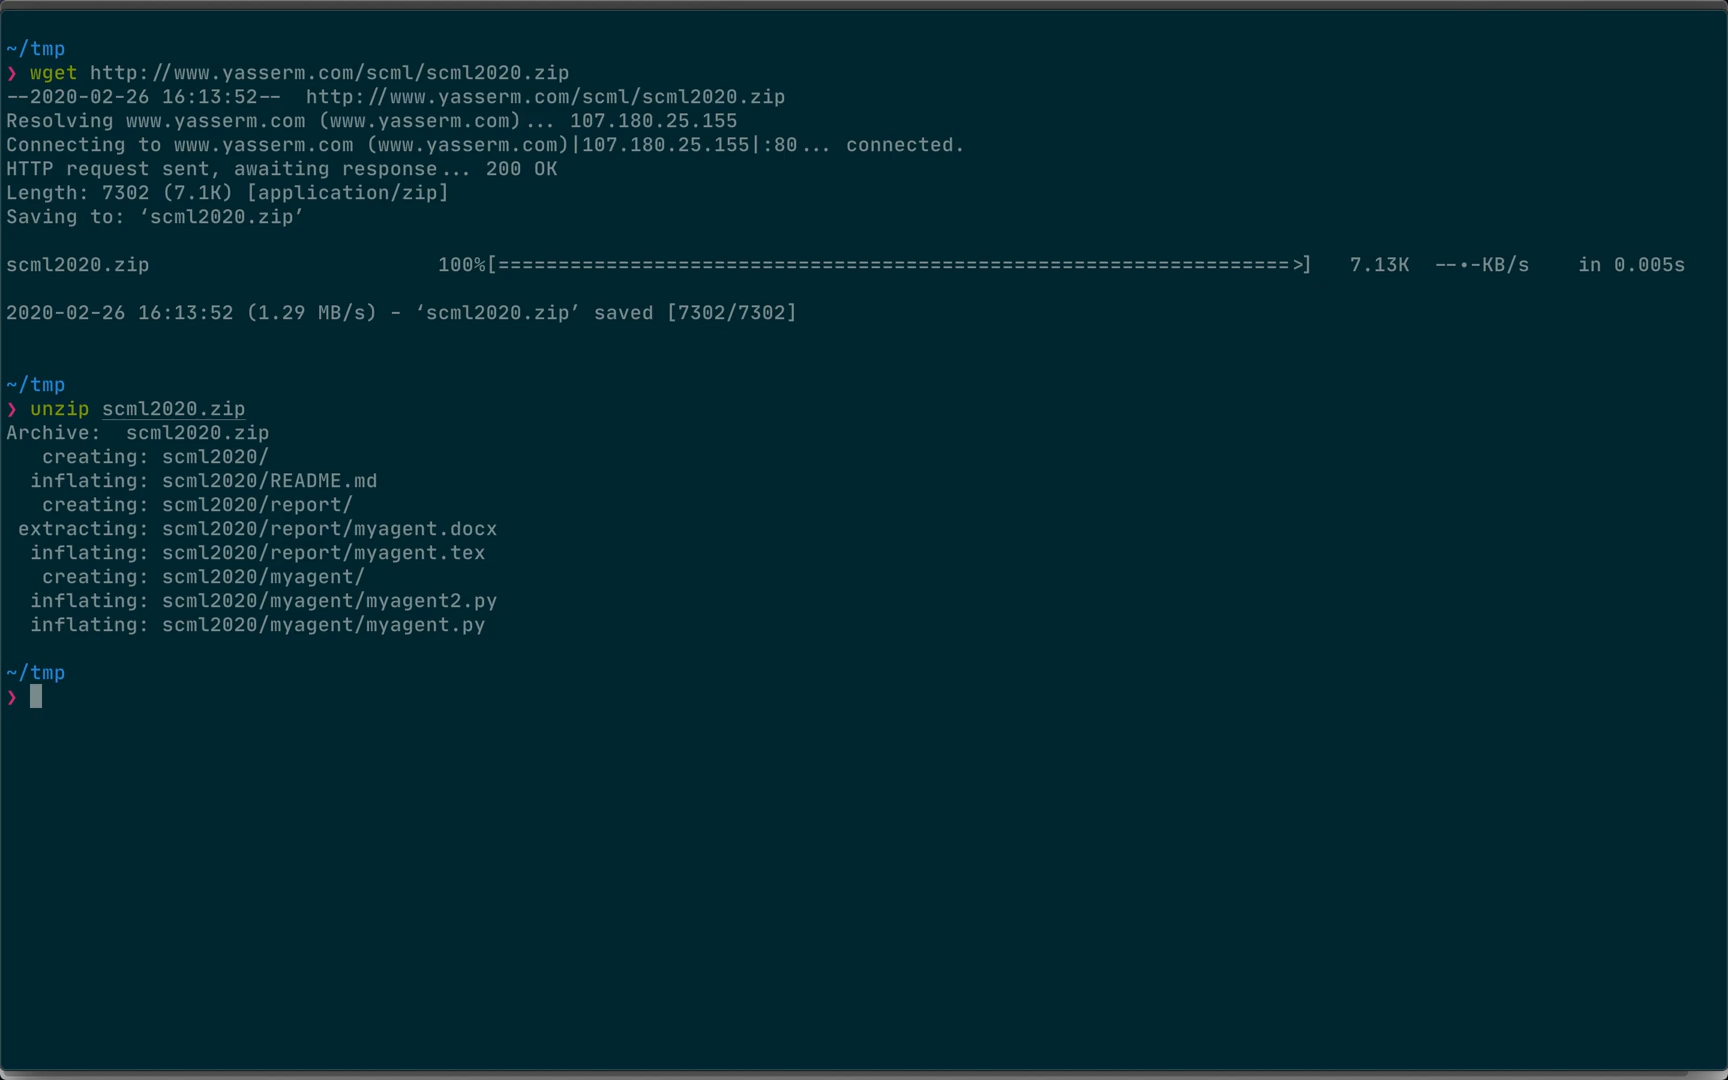 ~/tmp
❯ wget http://www.yasserm.com/scml/scml2020.zip
--2020-02-26 16:13:52--  http://www.yasserm.com/scml/scml2020.zip
Resolving www.yasserm.com (www.yasserm.com)... 107.180.25.155
Connecting to www.yasserm.com (www.yasserm.com)|107.180.25.155|:80... connected.
HTTP request sent, awaiting response... 200 OK
Length: 7302 (7.1K) [application/zip]
Saving to: ‘scml2020.zip’
scml2020.zip                        100%[==================================================================>]   7.13K  --•-KB/s    in 0.005s
2020-02-26 16:13:52 (1.29 MB/s) - ‘scml2020.zip’ saved [7302/7302]
~/tmp
❯ unzip scml2020.zip
Archive:  scml2020.zip
   creating: scml2020/
  inflating: scml2020/README.md
   creating: scml2020/report/
 extracting: scml2020/report/myagent.docx
  inflating: scml2020/report/myagent.tex
   creating: scml2020/myagent/
  inflating: scml2020/myagent/myagent2.py
  inflating: scml2020/myagent/myagent.py
~/tmp
❯